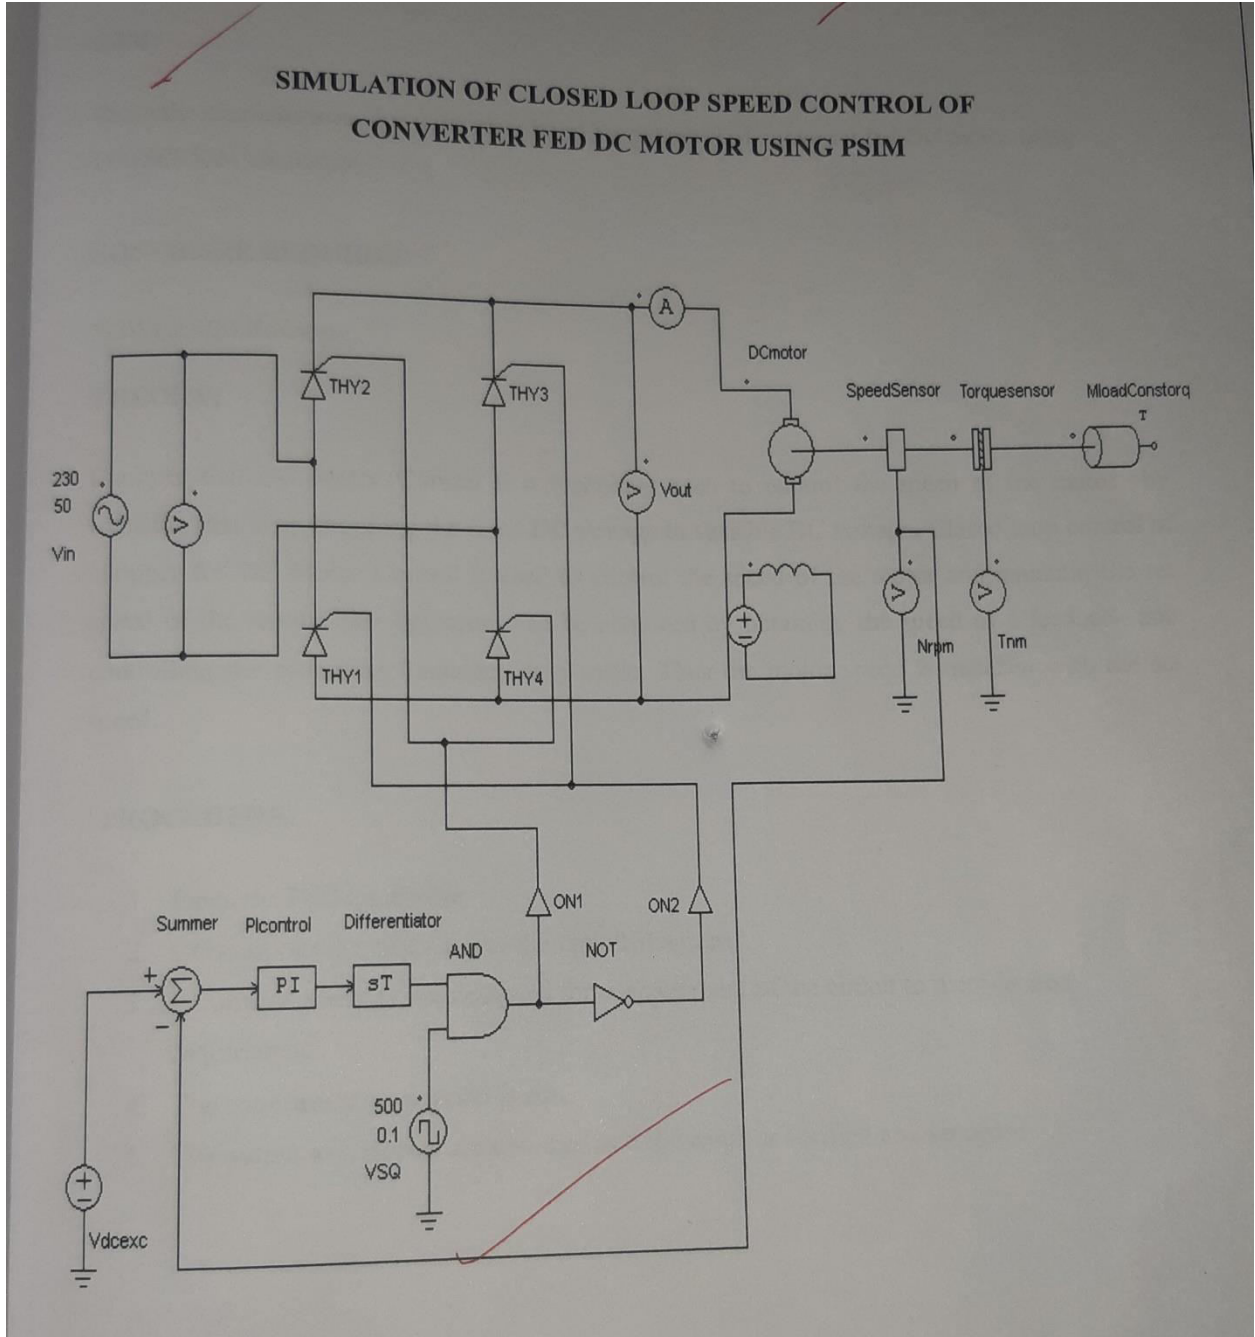 SIMULATION OF CLOSED LOOP SPEED CONTROL OF
CONVERTER FED DC MOTOR USING PSIM
A
DCmotor
THY2
THY3
SpeedSensor
Torquesensor
MloadConstorq
T
230
50
Vin
V
V
Vout
THY1
THY4
V
Nrpm
V
Tnm
ON1
ON2
Summer
PIcontrol
Differentiator
AND
NOT
+
Σ
−
PI
sT
500
0.1
VSQ
Vdcexc